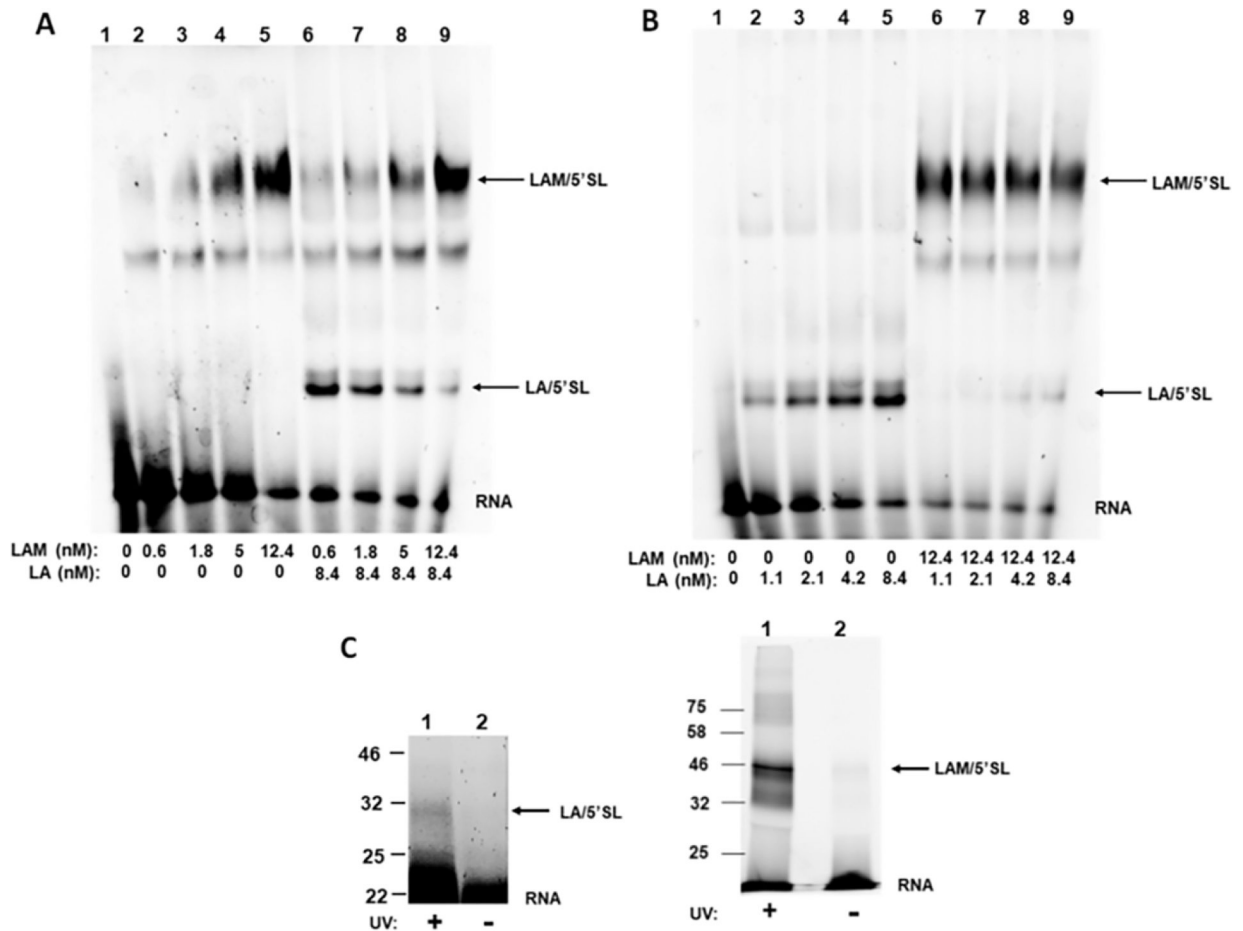 A
1 2 3 4 5 6 7 8 9
LAM/5'SL
LA/5'SL
RNA
LAM (nM): 0 0.6 1.8 5 12.4 0.6 1.8 5 12.4
LA (nM): 0 0 0 0 0 8.4 8.4 8.4 8.4
B
1 2 3 4 5 6 7 8 9
LAM/5'SL
LA/5'SL
RNA
LAM (nM): 0 0 0 0 0 12.4 12.4 12.4 12.4
LA (nM): 0 1.1 2.1 4.2 8.4 1.1 2.1 4.2 8.4
C
1 2
46
32
LA/5'SL
25
22
RNA
UV: + -
1 2
75
58
46
LAM/5'SL
32
25
RNA
UV: + -